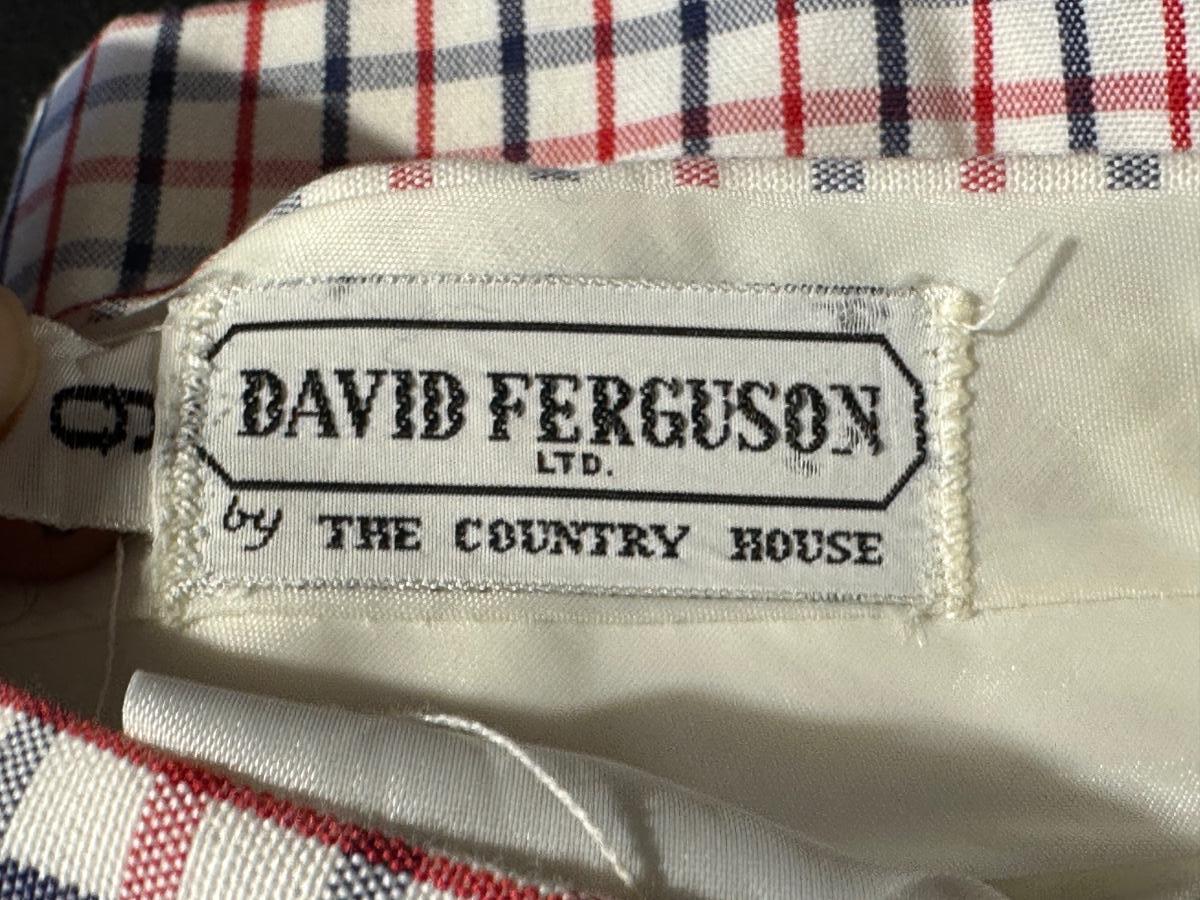 DAVID FERGUSON
LTD.
by THE COUNTRY HOUSE